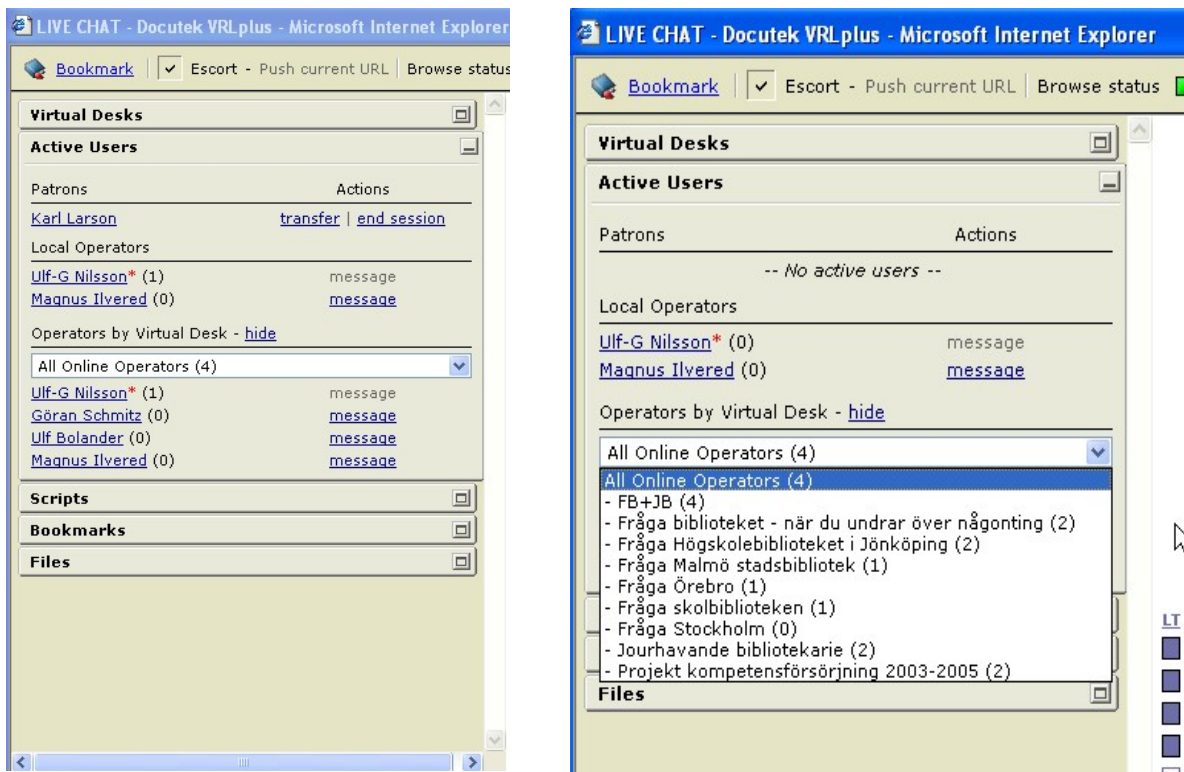 LIVE CHAT - Docutek VRLplus - Microsoft Internet Explorer
Bookmark Escort - Push current URL Browse status
Virtual Desks
Active Users
Patrons Actions
Karl Larson transfer | end session
Local Operators
Ulf-G Nilsson* (1) message
Magnus Ilvered (0) message
Operators by Virtual Desk - hide
All Online Operators (4)
Ulf-G Nilsson* (1) message
Göran Schmitz (0) message
Ulf Bolander (0) message
Magnus Ilvered (0) message
Scripts
Bookmarks
Files
LIVE CHAT - Docutek VRLplus - Microsoft Internet Explorer
Bookmark Escort - Push current URL Browse status
Virtual Desks
Active Users
Patrons Actions
-- No active users --
Local Operators
Ulf-G Nilsson* (0) message
Magnus Ilvered (0) message
Operators by Virtual Desk - hide
All Online Operators (4)
All Online Operators (4)
- FB+JB (4)
- Fråga biblioteket - när du undrar över någonting (2)
- Fråga Högskolebiblioteket i Jönköping (2)
- Fråga Malmö stadsbibliotek (1)
- Fråga Örebro (1)
- Fråga skolbiblioteken (1)
- Fråga Stockholm (0)
- Jourhavande bibliotekarie (2)
- Projekt kompetensförsörjning 2003-2005 (2)
Files
LT